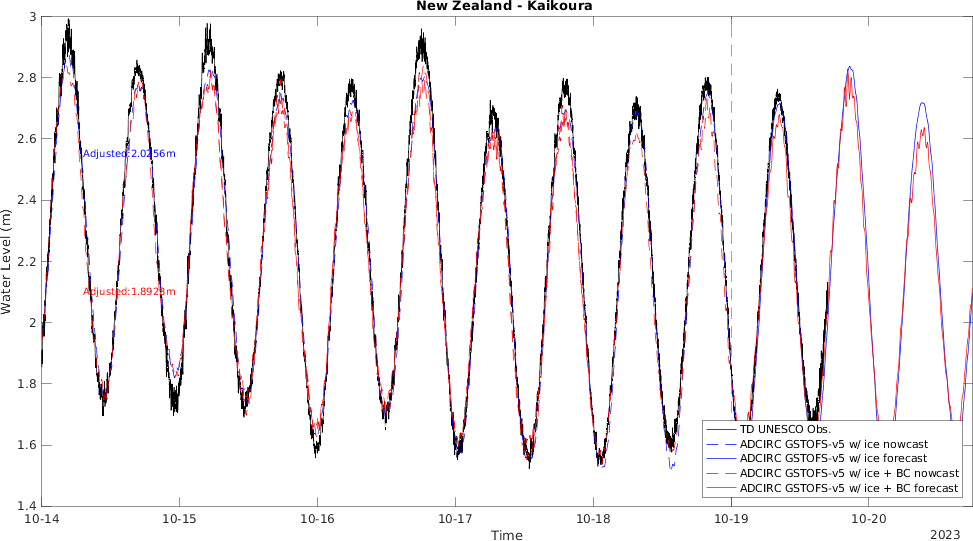 New Zealand - Kaikoura
Water Level (m)
3
2.8
2.6
2.4
2.2
2
1.8
1.6
1.4
Adjusted:2.0256m
Adjusted:1.8923m
TD UNESCO Obs.
ADCIRC GSTOFS-v5 w/ ice nowcast
ADCIRC GSTOFS-v5 w/ ice forecast
ADCIRC GSTOFS-v5 w/ ice + BC nowcast
ADCIRC GSTOFS-v5 w/ ice + BC forecast
10-14 10-15 10-16 10-17 10-18 10-19 10-20
Time
2023